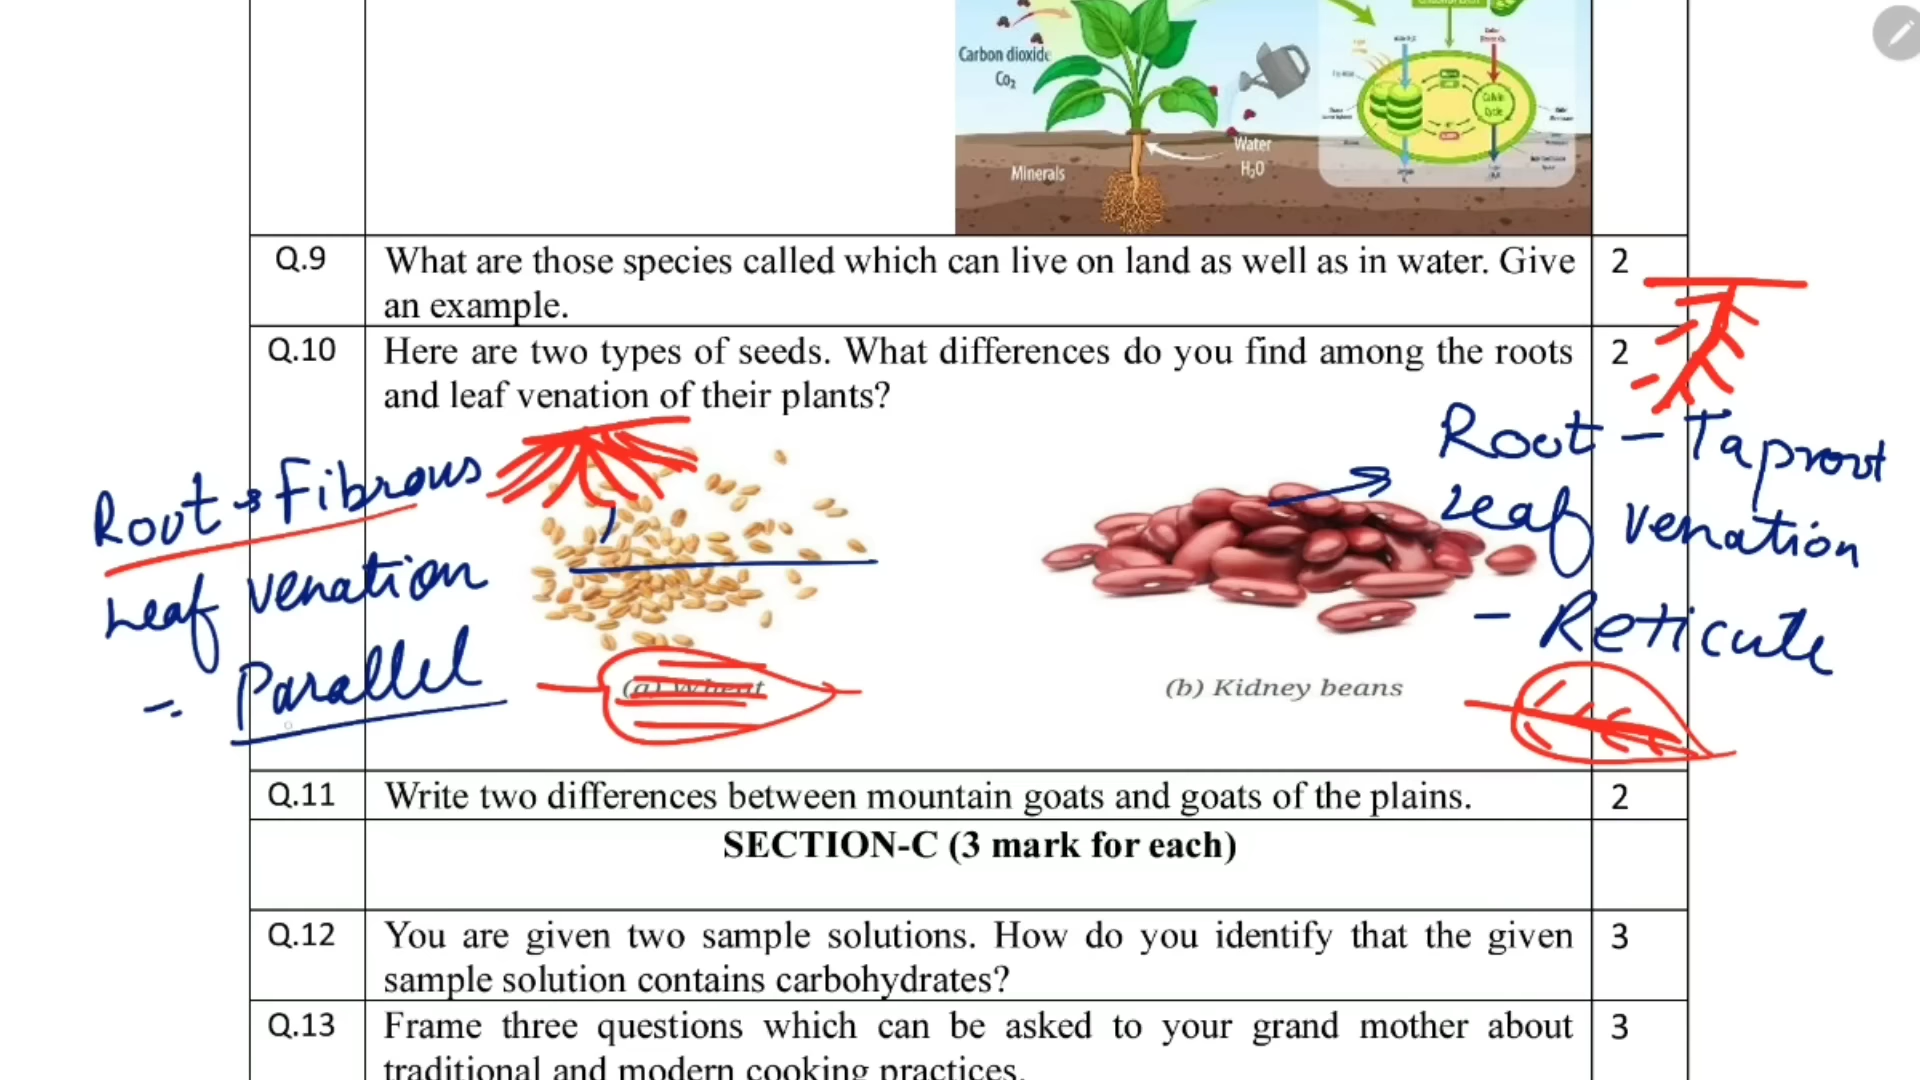 Carbon dioxide
Co₂
Water
H₂O
Minerals
Calvin
Cycle
Q.9
What are those species called which can live on land as well as in water. Give
an example.
2
Q.10
Here are two types of seeds. What differences do you find among the roots
and leaf venation of their plants?
2
Root → Fibrous
Leaf venation
- Parallel
Root - Taproot
Leaf venation
- Reticute
(a) Wheat
(b) Kidney beans
Q.11
Write two differences between mountain goats and goats of the plains.
2
SECTION-C (3 mark for each)
Q.12
You are given two sample solutions. How do you identify that the given
sample solution contains carbohydrates?
3
Q.13
Frame three questions which can be asked to your grand mother about
traditional and modern cooking practices.
3